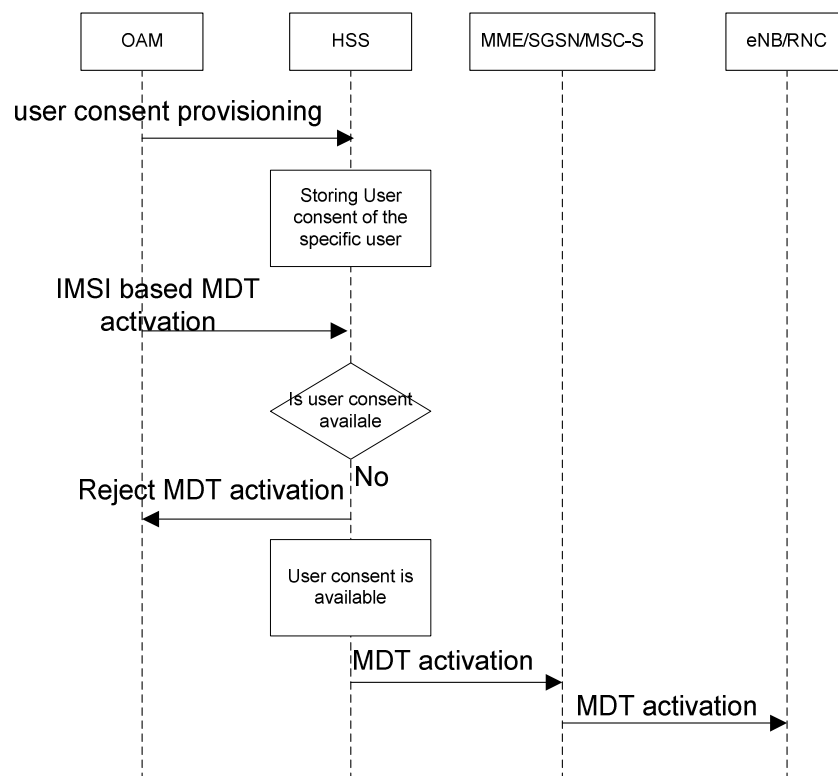 OAM
HSS
MME/SGSN/MSC-S
eNB/RNC
user consent provisioning
Storing User
consent of the
specific user
IMSI based MDT
activation
Is user consent
availale
No
Reject MDT activation
User consent is
available
MDT activation
MDT activation